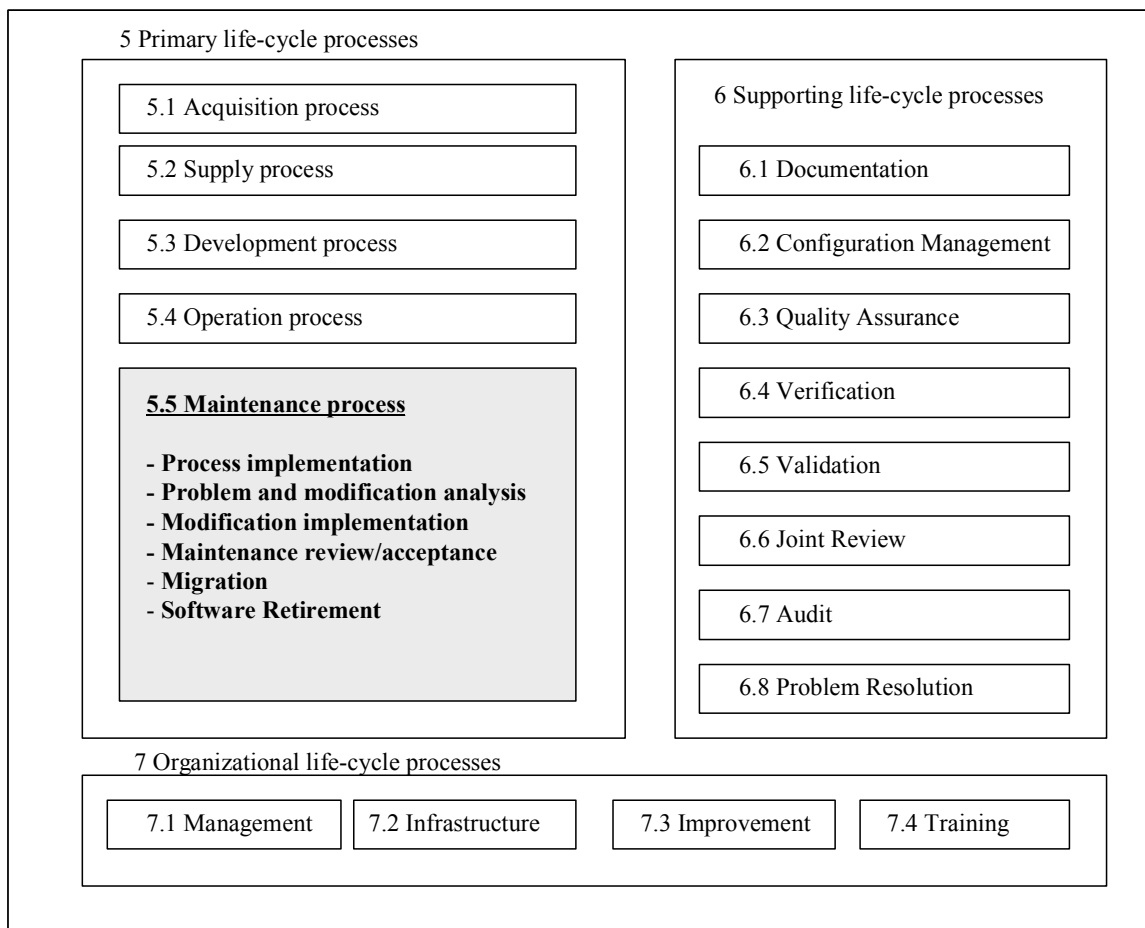 5 Primary life-cycle processes
5.1 Acquisition process
5.2 Supply process
5.3 Development process
5.4 Operation process
5.5 Maintenance process
- Process implementation
- Problem and modification analysis
- Modification implementation
- Maintenance review/acceptance
- Migration
- Software Retirement
6 Supporting life-cycle processes
6.1 Documentation
6.2 Configuration Management
6.3 Quality Assurance
6.4 Verification
6.5 Validation
6.6 Joint Review
6.7 Audit
6.8 Problem Resolution
7 Organizational life-cycle processes
7.1 Management
7.2 Infrastructure
7.3 Improvement
7.4 Training